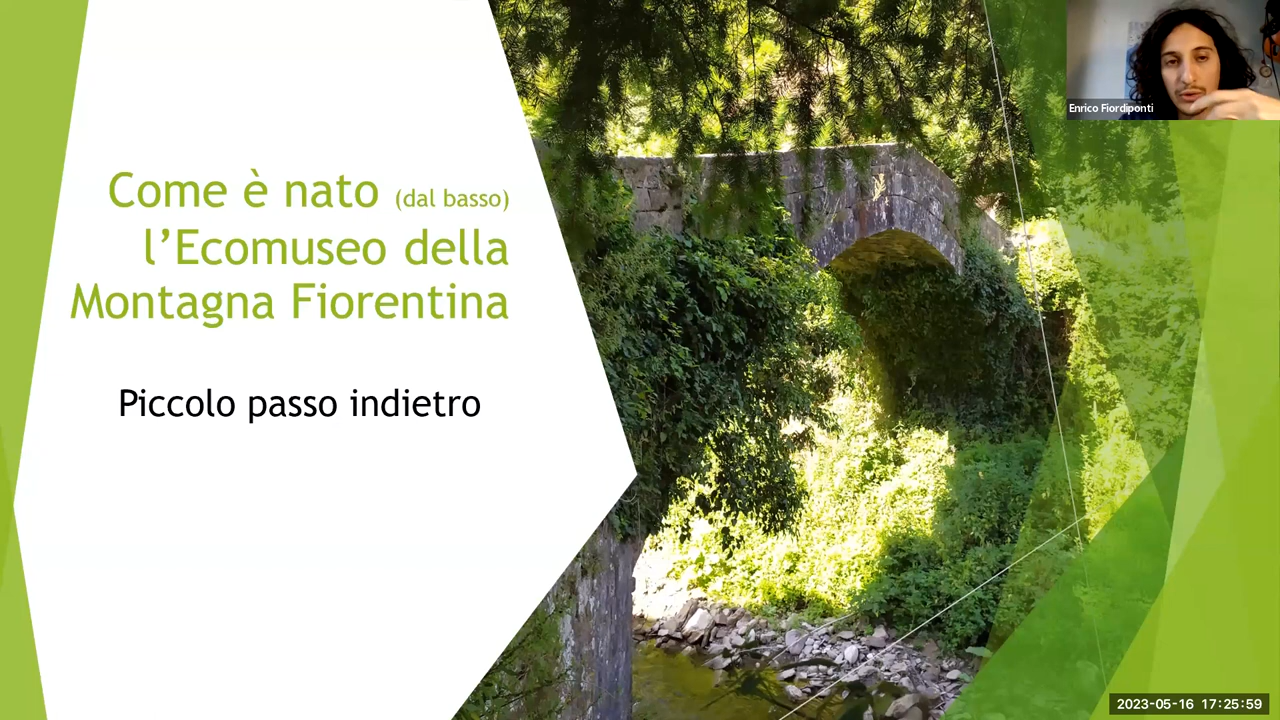 Come è nato (dal basso)
l’Ecomuseo della
Montagna Fiorentina
Piccolo passo indietro
Enrico Fiordiponti
2023-05-16 17:25:59